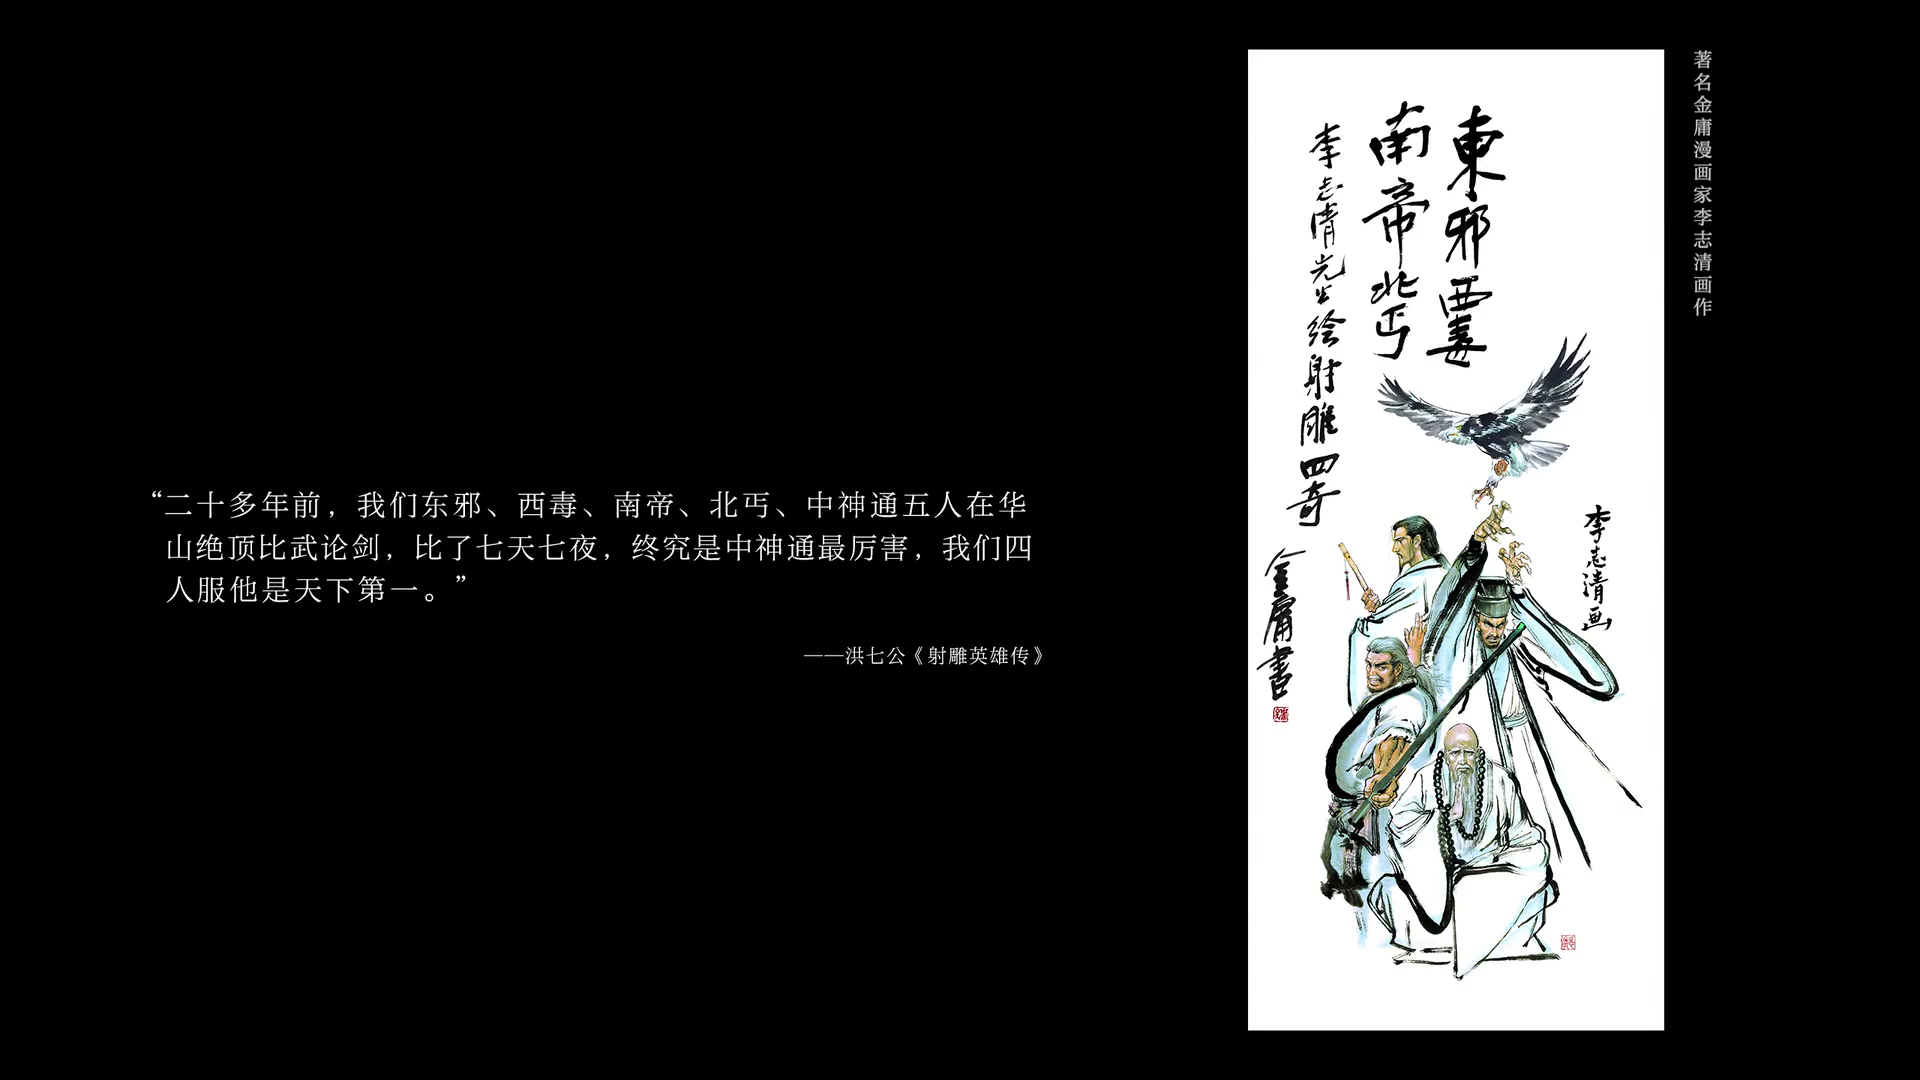 “二十多年前，我们东邪、西毒、南帝、北丐、中神通五人在华
山绝顶比武论剑，比了七天七夜，终究是中神通最厉害，我们四
人服他是天下第一。”
——洪七公《射雕英雄传》
東邪西毒
南帝北丐
李志清先生绘射雕四奇
金庸書
李志清画
著名金庸漫画家李志清画作